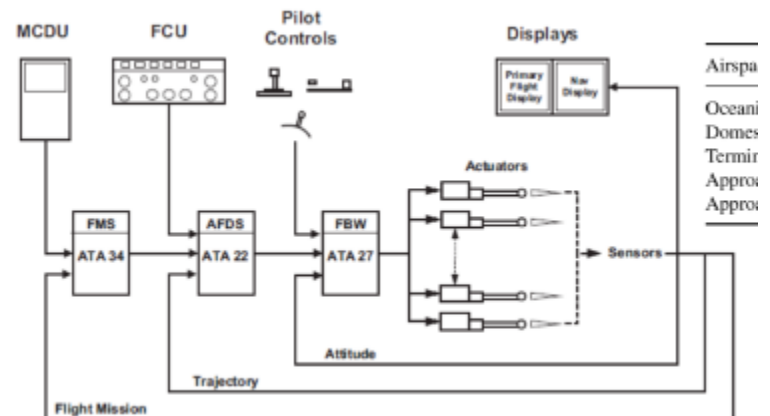 MCDU
FCU
Pilot
Controls
Displays
Primary
Flight
Display
Nav
Display
Actuators
FMS
ATA 34
AFDS
ATA 22
FBW
ATA 27
Sensors
Attitude
Trajectory
Flight Mission
Airspa
Oceani
Domes
Termin
Approa
Approa